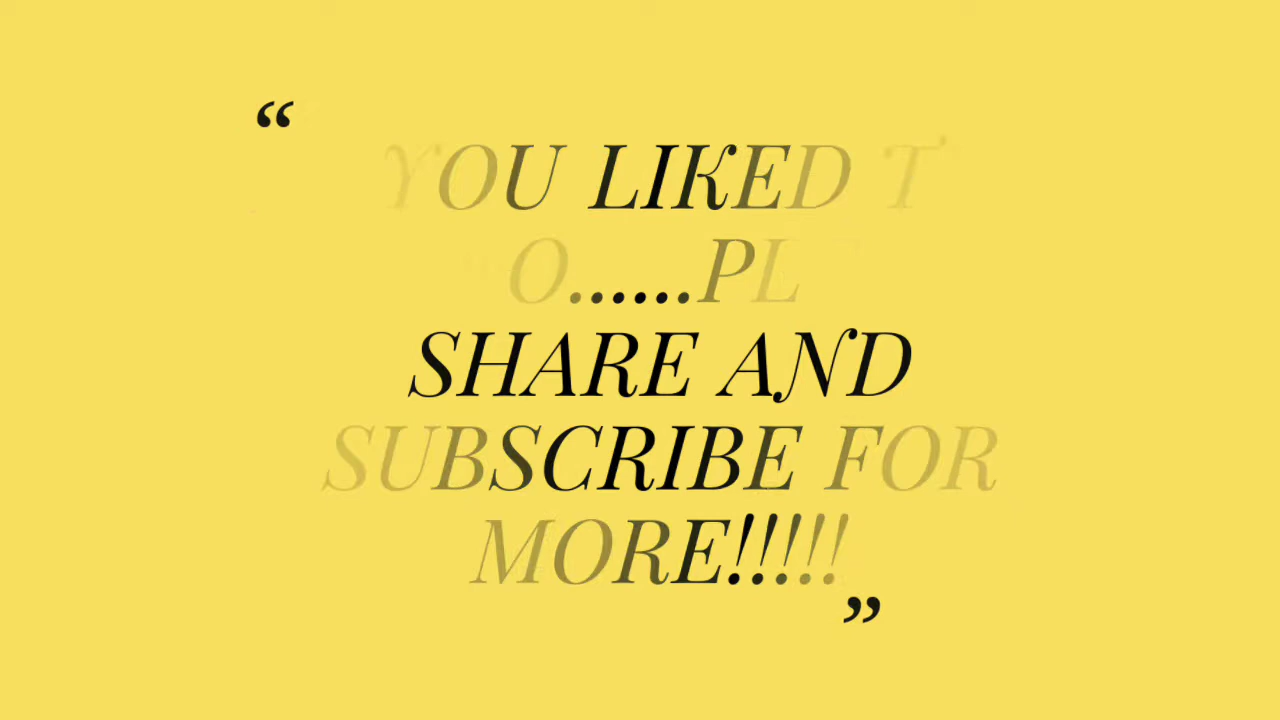 “
YOU LIKED T
O......PL
SHARE AND
SUBSCRIBE FOR
MORE!!!!!
”